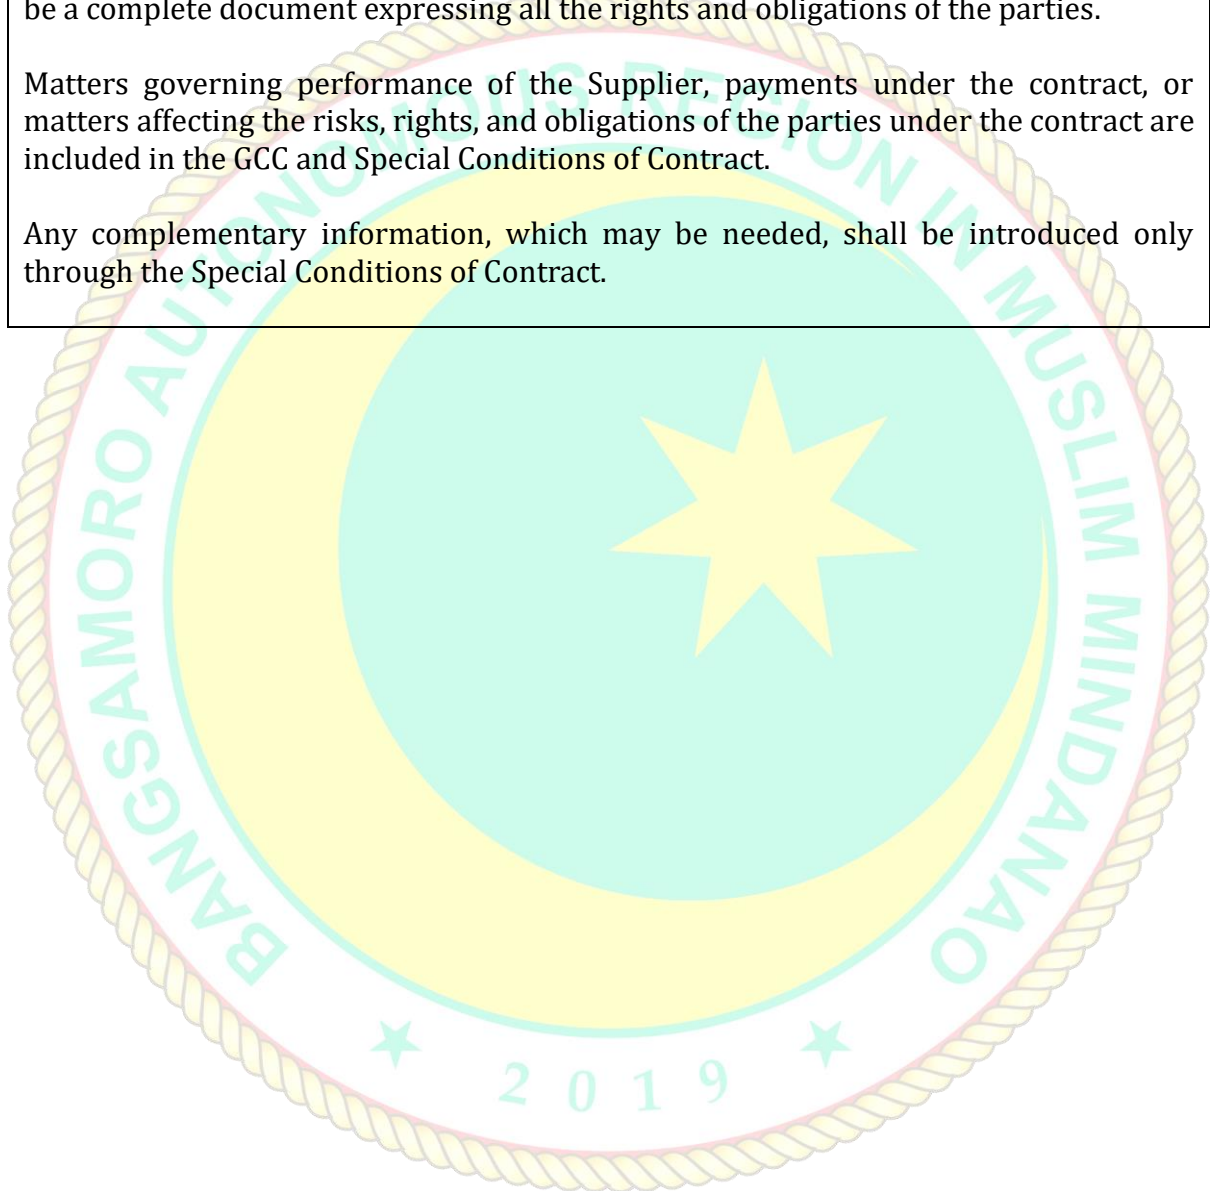 be a complete document expressing all the rights and obligations of the parties.
Matters governing performance of the Supplier, payments under the contract, or
matters affecting the risks, rights, and obligations of the parties under the contract are
included in the GCC and Special Conditions of Contract.
Any complementary information, which may be needed, shall be introduced only
through the Special Conditions of Contract.
BANGSAMORO AUTONOMOUS REGION IN MUSLIM MINDANAO
2019